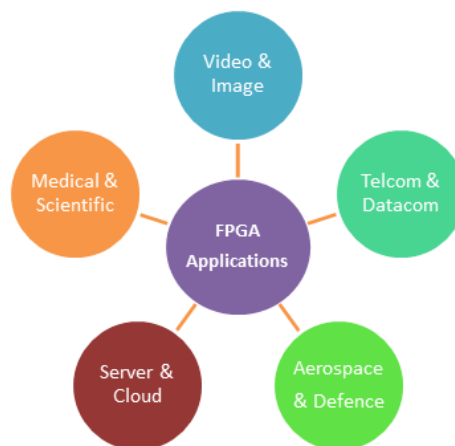 Video &
Image
Medical &
Scientific
Telcom &
Datacom
FPGA
Applications
Server &
Cloud
Aerospace
& Defence